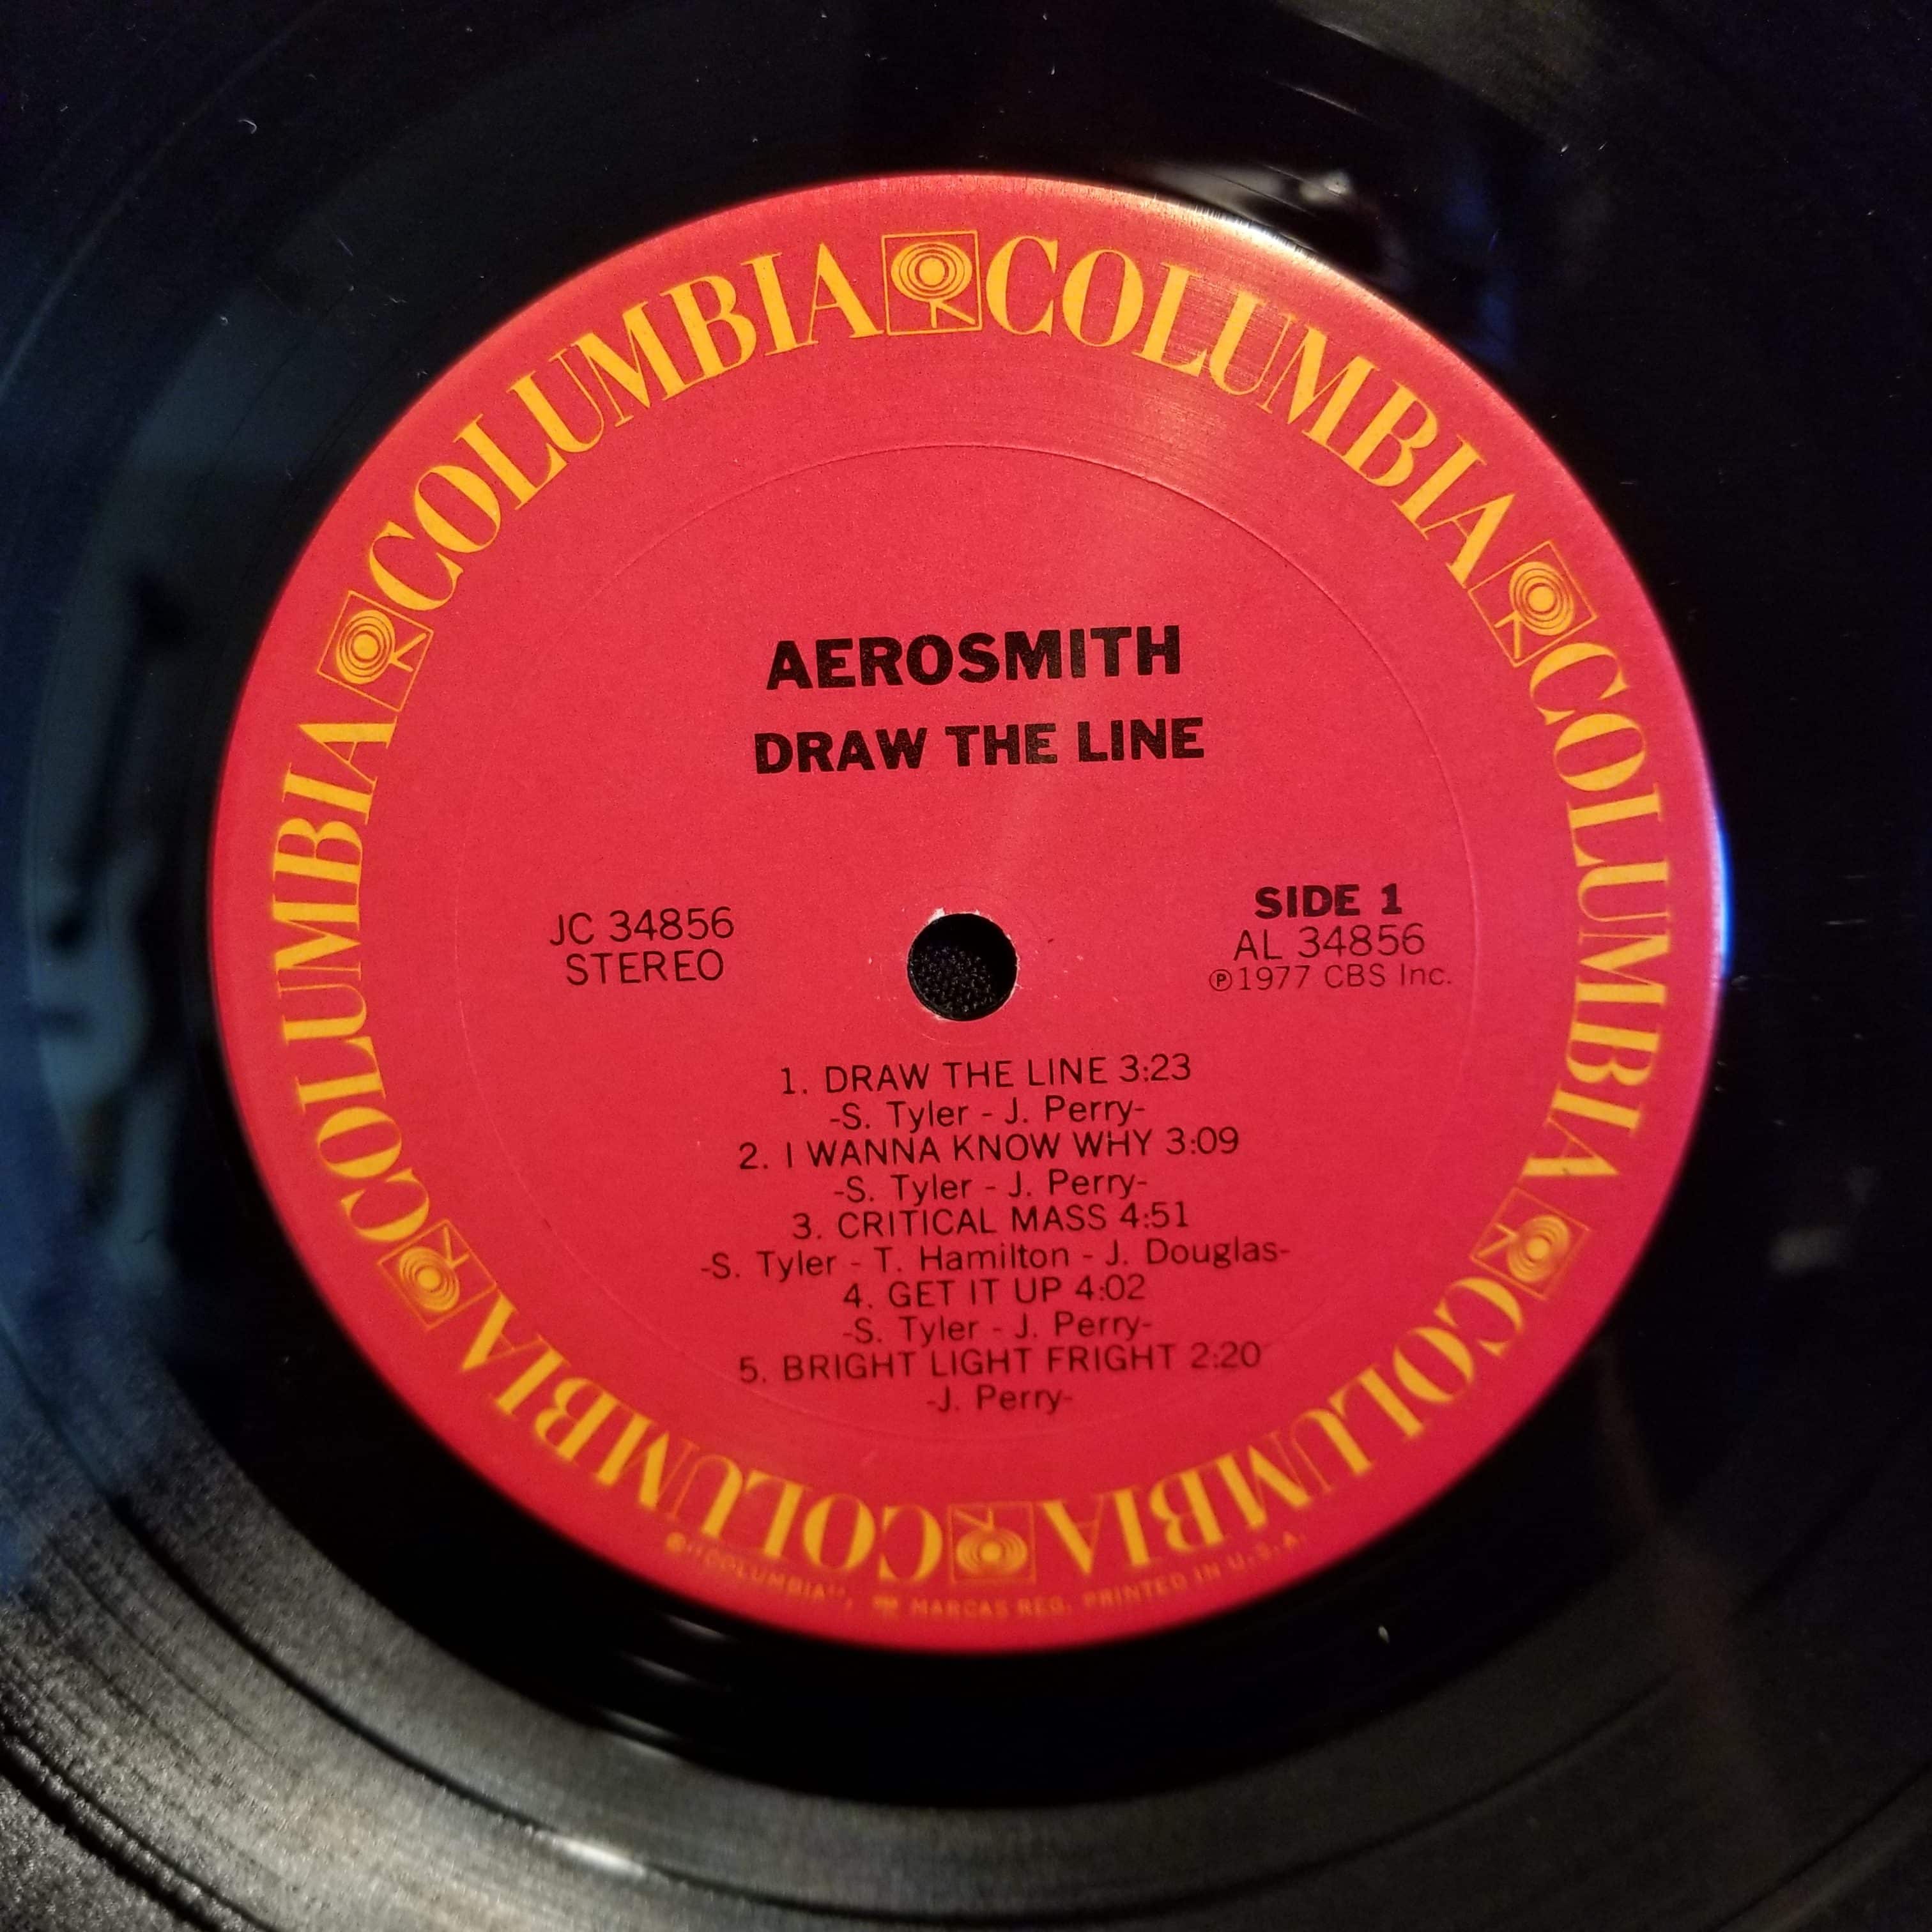 COLUMBIA COLUMBIA COLUMBIA COLUMBIA COLUMBIA COLUMBIA
AEROSMITH
DRAW THE LINE
JC 34856
STEREO
SIDE 1
AL 34856
℗1977 CBS Inc.
1. DRAW THE LINE 3:23
-S. Tyler - J. Perry-
2. I WANNA KNOW WHY 3:09
-S. Tyler - J. Perry-
3. CRITICAL MASS 4:51
-S. Tyler - T. Hamilton - J. Douglas-
4. GET IT UP 4:02
-S. Tyler - J. Perry-
5. BRIGHT LIGHT FRIGHT 2:20
-J. Perry-
"COLUMBIA", MARCAS REG. PRINTED IN U.S.A.